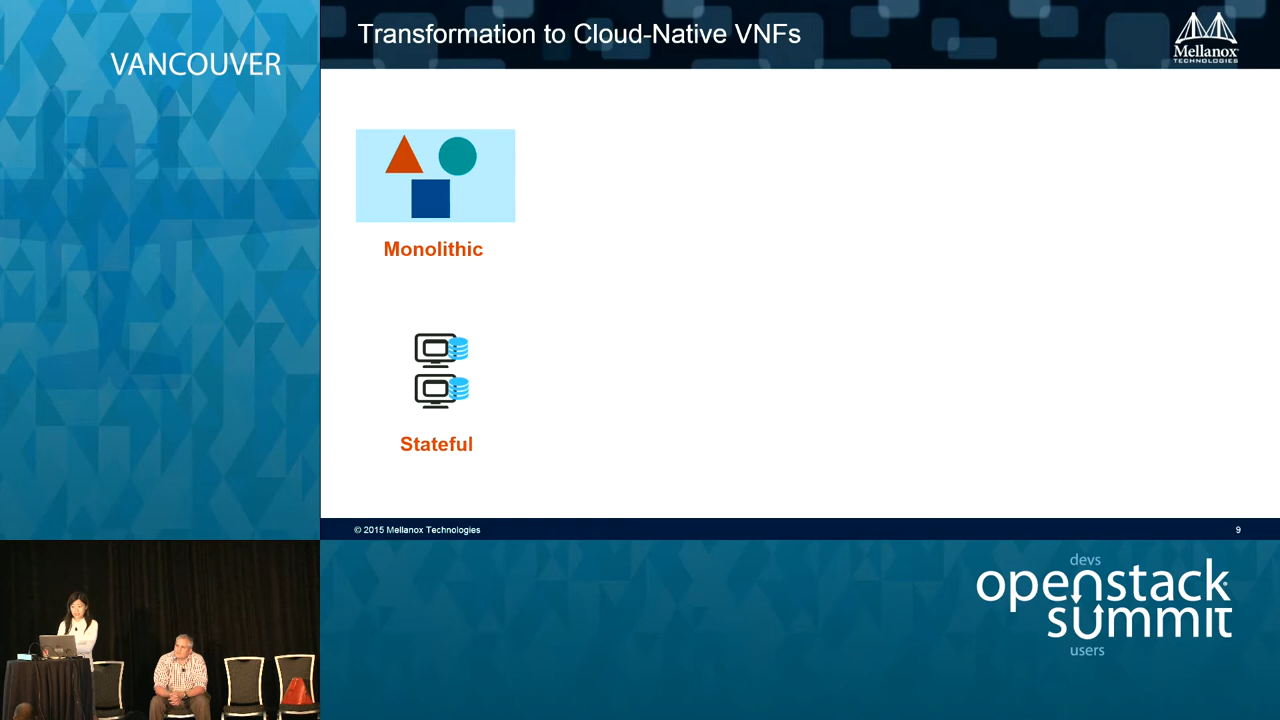 VANCOUVER
Transformation to Cloud-Native VNFs
Mellanox
TECHNOLOGIES
Monolithic
Stateful
© 2015 Mellanox Technologies
9
devs
openstack
summit
users